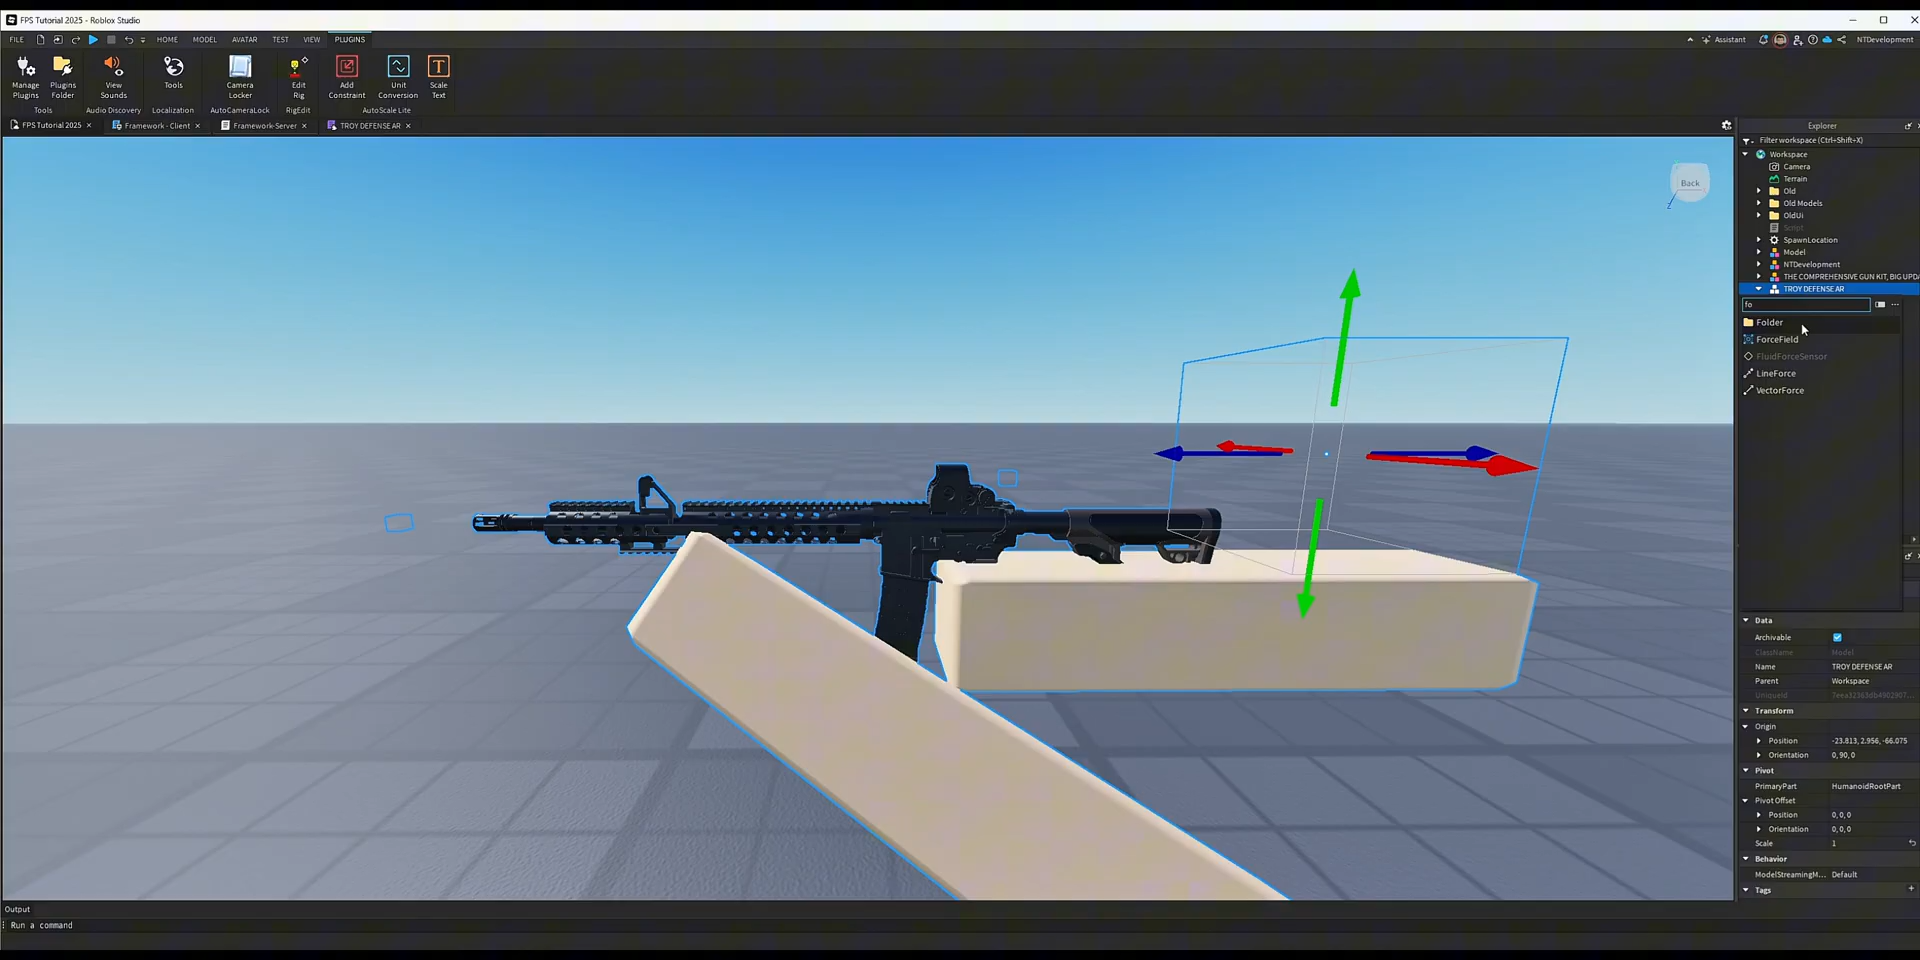 FPS Tutorial 2025 - Roblox Studio
FILE HOME MODEL AVATAR TEST VIEW PLUGINS Assistant NTDevelopment
Manage Plugins
Plugins Folder
View Sounds
Tools
Camera Locker
Edit Rig
Add Constraint
Unit Conversion
Scale Text
Tools Audio Discovery Localization AutoCameraLock RigEdit AutoScale Lite
FPS Tutorial 2025 × Framework - Client × Framework-Server × TROY DEFENSE AR ×
Back
Z
Explorer
Filter workspace (Ctrl+Shift+X)
Workspace
Camera
Terrain
Old
Old Models
OldUi
Script
SpawnLocation
Model
NTDevelopment
THE COMPREHENSIVE GUN KIT, BIG UPDA
TROY DEFENSE AR
fo
Folder
ForceField
FluidForceSensor
LineForce
VectorForce
Data
Archivable
ClassName Model
Name TROY DEFENSE AR
Parent Workspace
UniqueId
Transform
Origin
Position -23.813, 2.956, -66.075
Orientation 0, 90, 0
Pivot
PrimaryPart HumanoidRootPart
Pivot Offset
Position 0, 0, 0
Orientation 0, 0, 0
Scale 1
Behavior
ModelStreamingM... Default
Tags
Output
Run a command